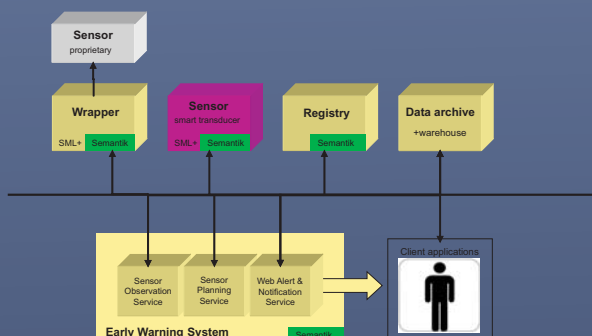 Sensor
proprietary
Wrapper
SML+ Semantik
Sensor
smart transducer
SML+ Semantik
Registry
Semantik
Data archive
+warehouse
Sensor
Observation
Service
Sensor
Planning
Service
Web Alert &
Notification
Service
Early Warning System
Semantik
Client applications